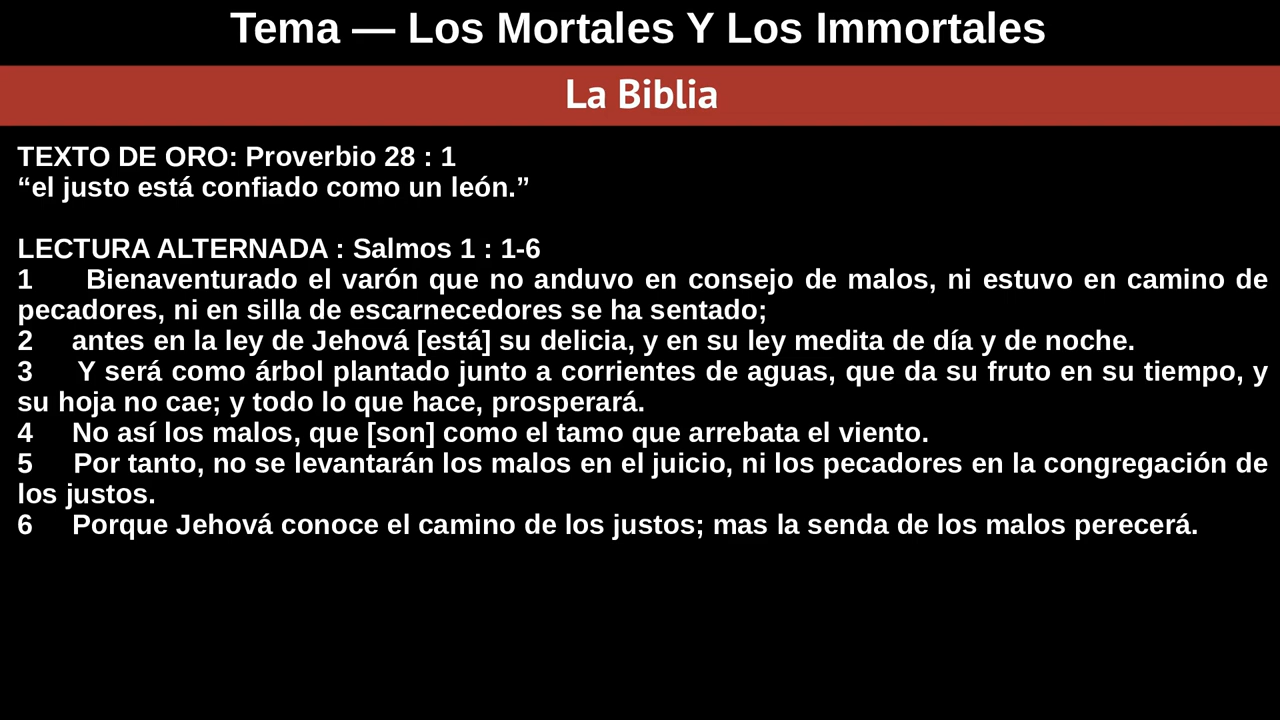 Tema — Los Mortales Y Los Immortales
La Biblia
TEXTO DE ORO: Proverbio 28 : 1
“el justo está confiado como un león.”
LECTURA ALTERNADA : Salmos 1 : 1-6
1 Bienaventurado el varón que no anduvo en consejo de malos, ni estuvo en camino de
pecadores, ni en silla de escarnecedores se ha sentado;
2 antes en la ley de Jehová [está] su delicia, y en su ley medita de día y de noche.
3 Y será como árbol plantado junto a corrientes de aguas, que da su fruto en su tiempo, y
su hoja no cae; y todo lo que hace, prosperará.
4 No así los malos, que [son] como el tamo que arrebata el viento.
5 Por tanto, no se levantarán los malos en el juicio, ni los pecadores en la congregación de
los justos.
6 Porque Jehová conoce el camino de los justos; mas la senda de los malos perecerá.